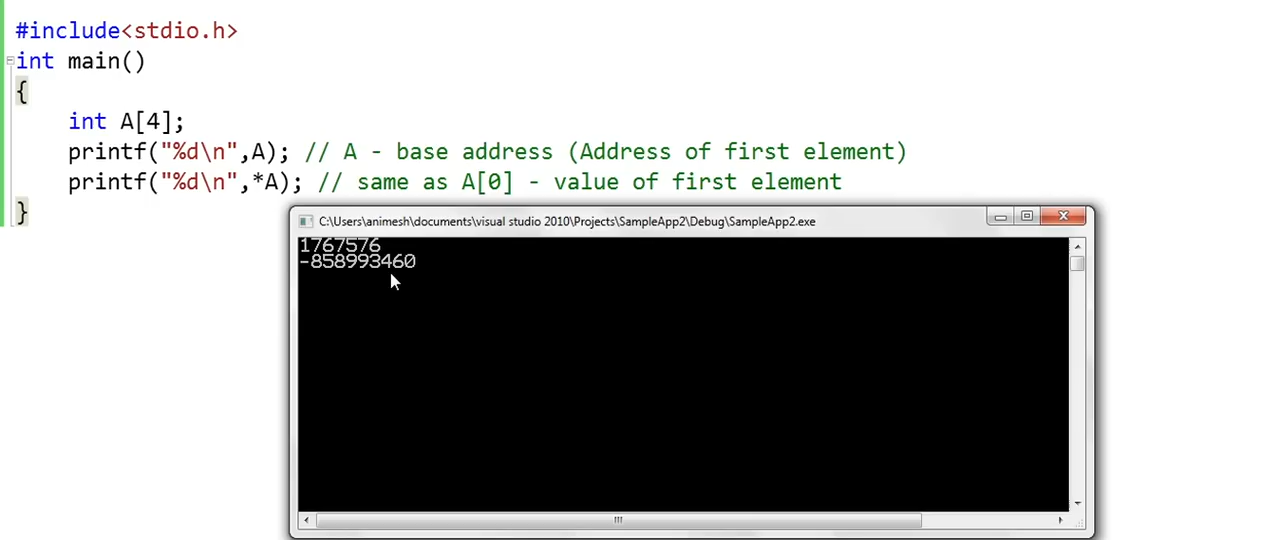 #include<stdio.h>
int main()
{
int A[4];
printf("%d\n",A); // A - base address (Address of first element)
printf("%d\n",*A); // same as A[0] - value of first element
}
C:\Users\animesh\documents\visual studio 2010\Projects\SampleApp2\Debug\SampleApp2.exe
1767576
-858993460